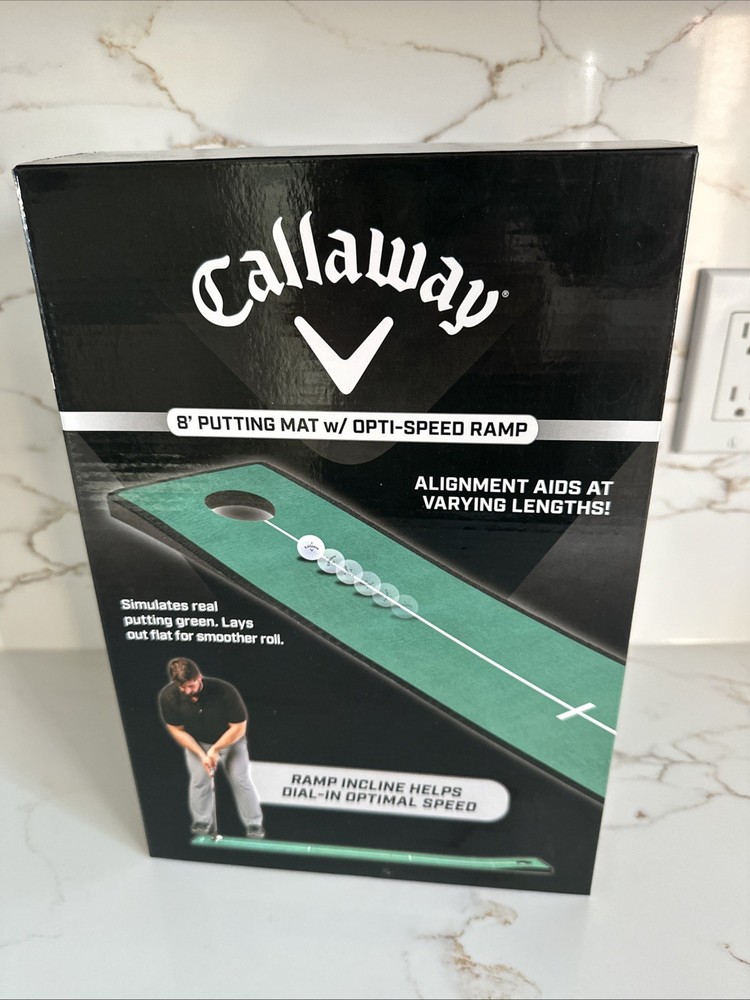 Callaway®
8' PUTTING MAT w/ OPTI-SPEED RAMP
ALIGNMENT AIDS AT
VARYING LENGTHS!
Simulates real
putting green. Lays
out flat for smoother roll.
RAMP INCLINE HELPS
DIAL-IN OPTIMAL SPEED